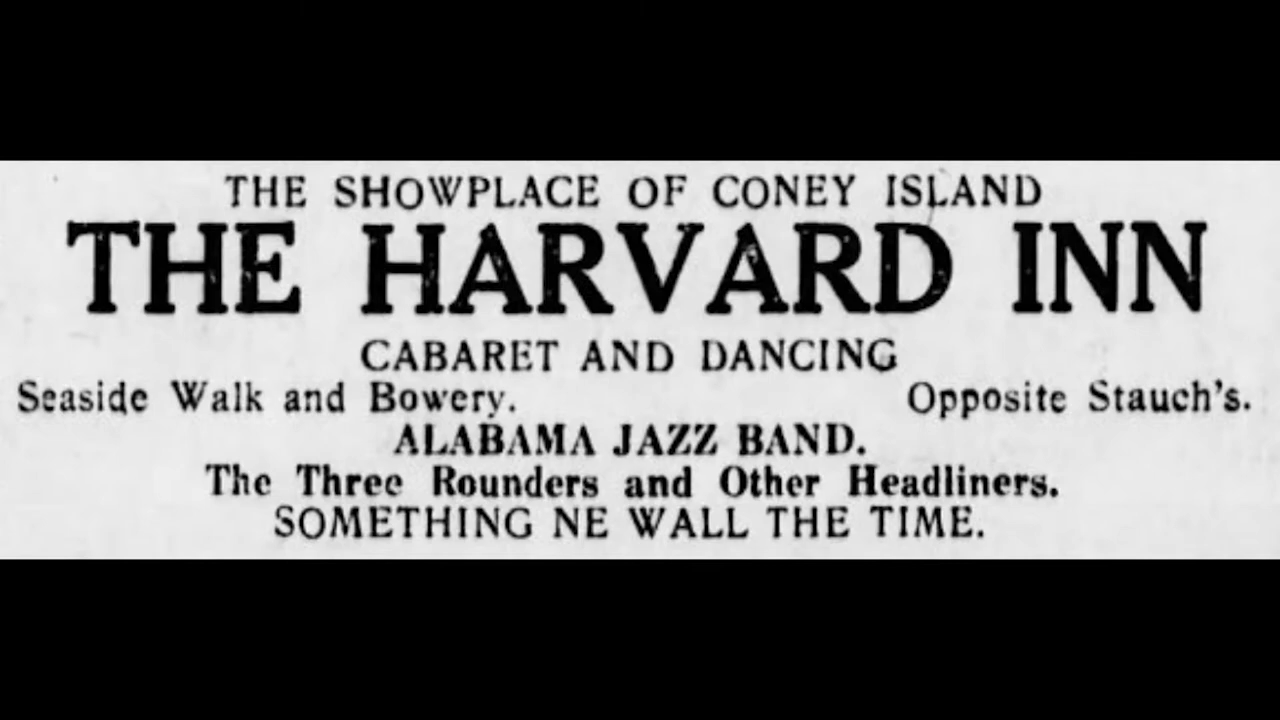 THE SHOWPLACE OF CONEY ISLAND
THE HARVARD INN
CABARET AND DANCING
Seaside Walk and Bowery. Opposite Stauch's.
ALABAMA JAZZ BAND.
The Three Rounders and Other Headliners.
SOMETHING NE WALL THE TIME.